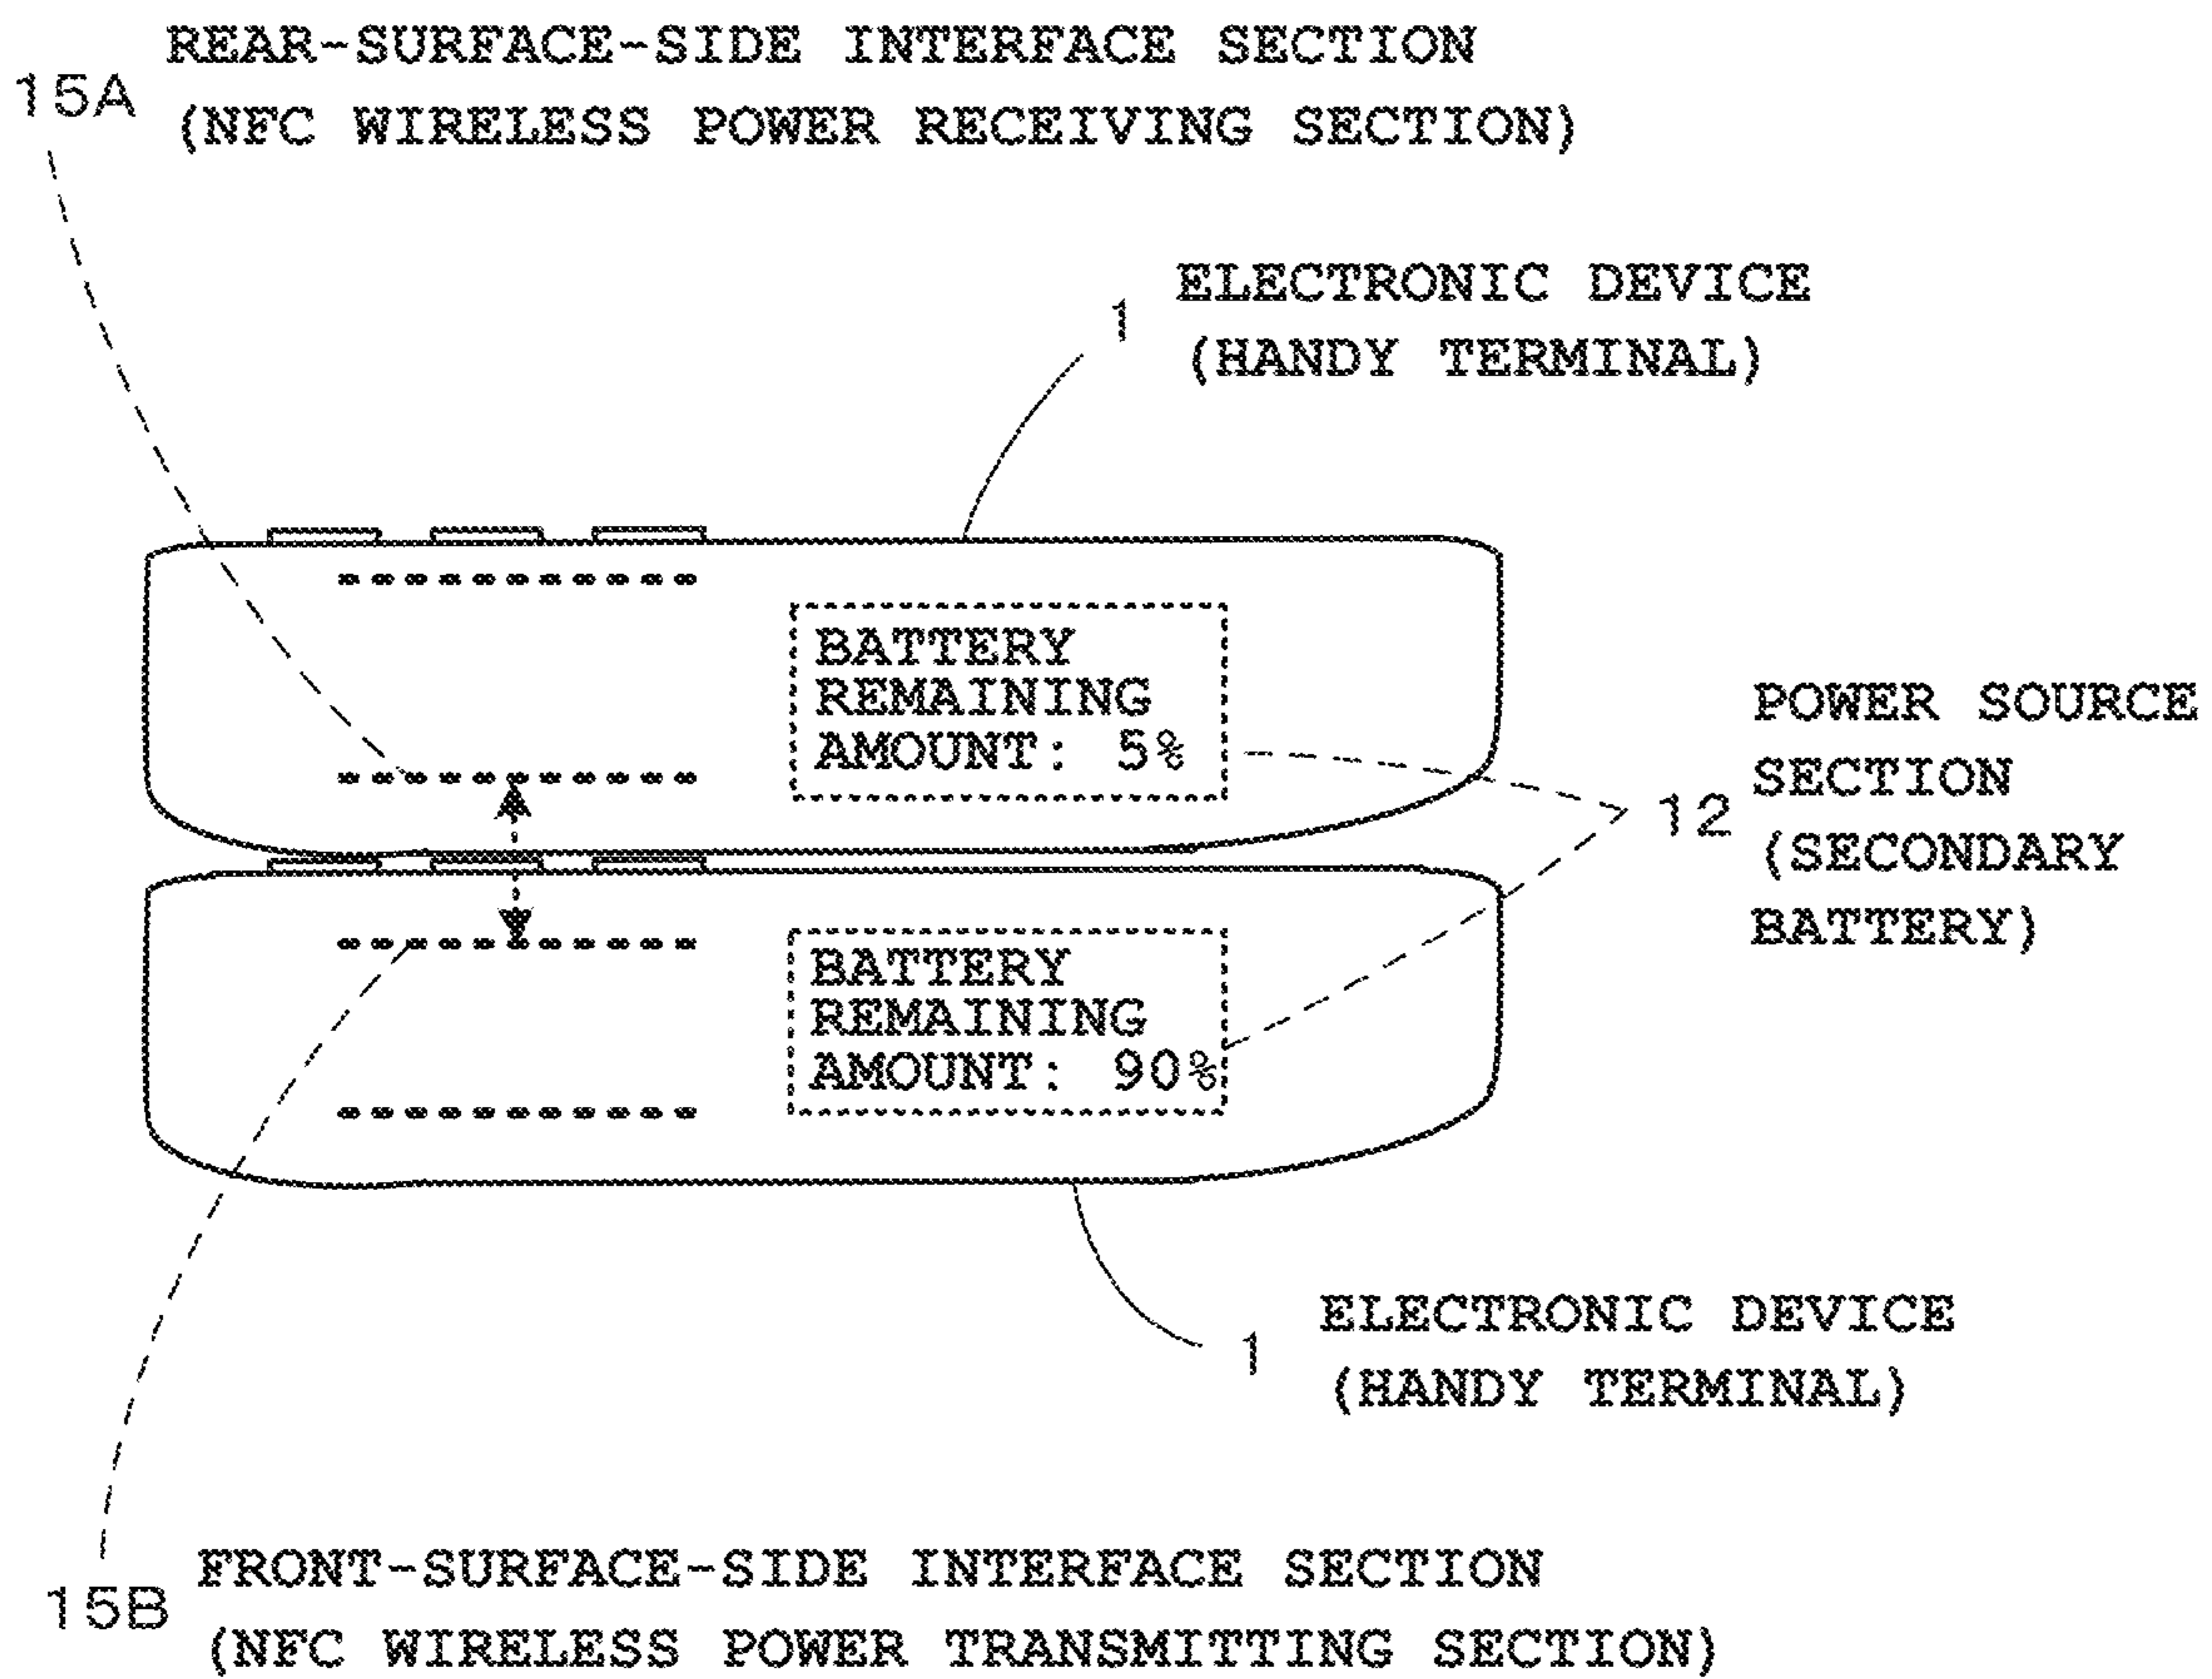 REAR-SURFACE-SIDE INTERFACE SECTION
15A
(NFC WIRELESS POWER RECEIVING SECTION)
ELECTRONIC DEVICE
1
(HANDY TERMINAL)
BATTERY
REMAINING
AMOUNT: 5%
POWER SOURCE
SECTION
12
(SECONDARY
BATTERY)
BATTERY
REMAINING
AMOUNT: 90%
ELECTRONIC DEVICE
1
(HANDY TERMINAL)
FRONT-SURFACE-SIDE INTERFACE SECTION
15B
(NFC WIRELESS POWER TRANSMITTING SECTION)